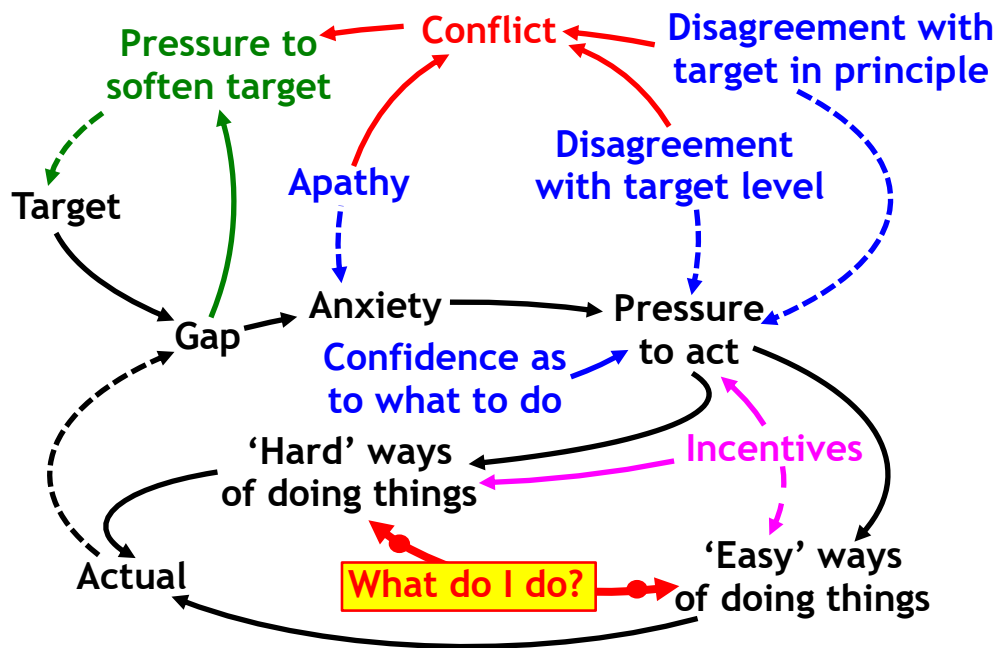 Conflict
Disagreement with
target in principle
Pressure to
soften target
Disagreement
with target level
Apathy
Target
Anxiety
Pressure
to act
Gap
Confidence as
to what to do
‘Hard’ ways
of doing things
Incentives
‘Easy’ ways
of doing things
Actual
What do I do?